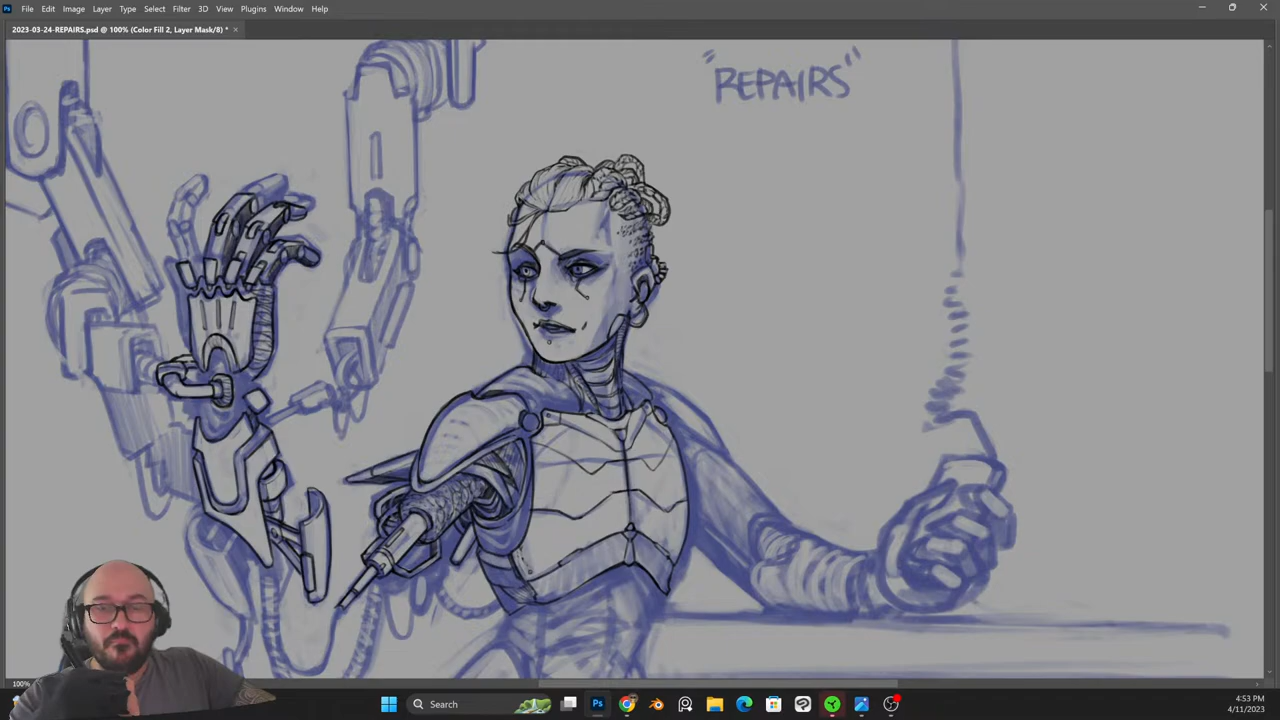 File Edit Image Layer Type Select Filter 3D View Plugins Window Help
2023-03-24-REPAIRS.psd @ 100% (Color Fill 2, Layer Mask/8) *
"REPAIRS"
100%
Search
4:53 PM
4/11/2023